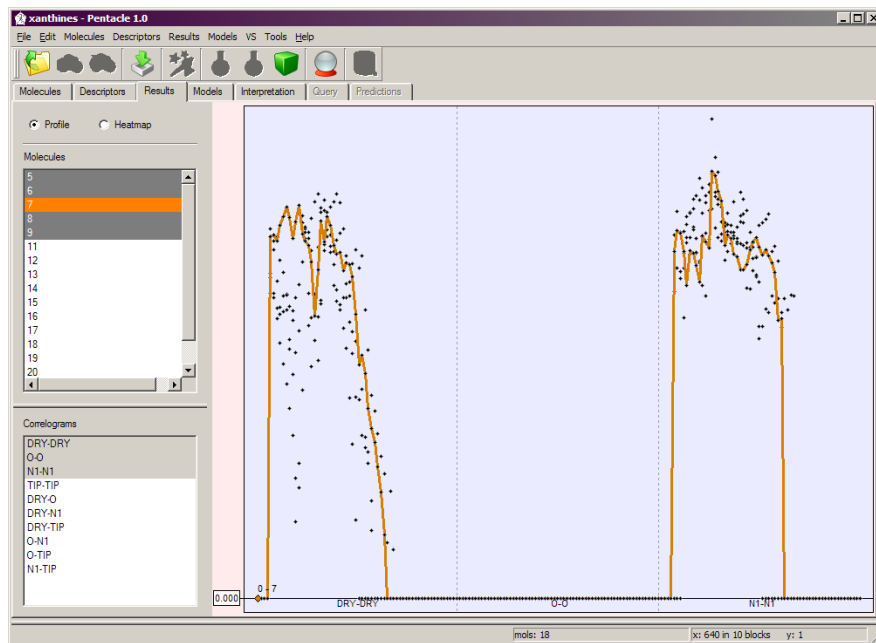 xanthines - Pentacle 1.0
File Edit Molecules Descriptors Results Models VS Tools Help
Molecules Descriptors Results Models Interpretation Query Predictions
Profile Heatmap
Molecules
5
6
7
8
9
11
12
13
14
15
16
17
18
19
20
Correlograms
DRY-DRY
O-O
N1-N1
TIP-TIP
DRY-O
DRY-N1
DRY-TIP
O-N1
O-TIP
N1-TIP
0 - 7
0.000
DRY-DRY O-O N1-N1
mols: 18 x: 640 in 10 blocks y: 1